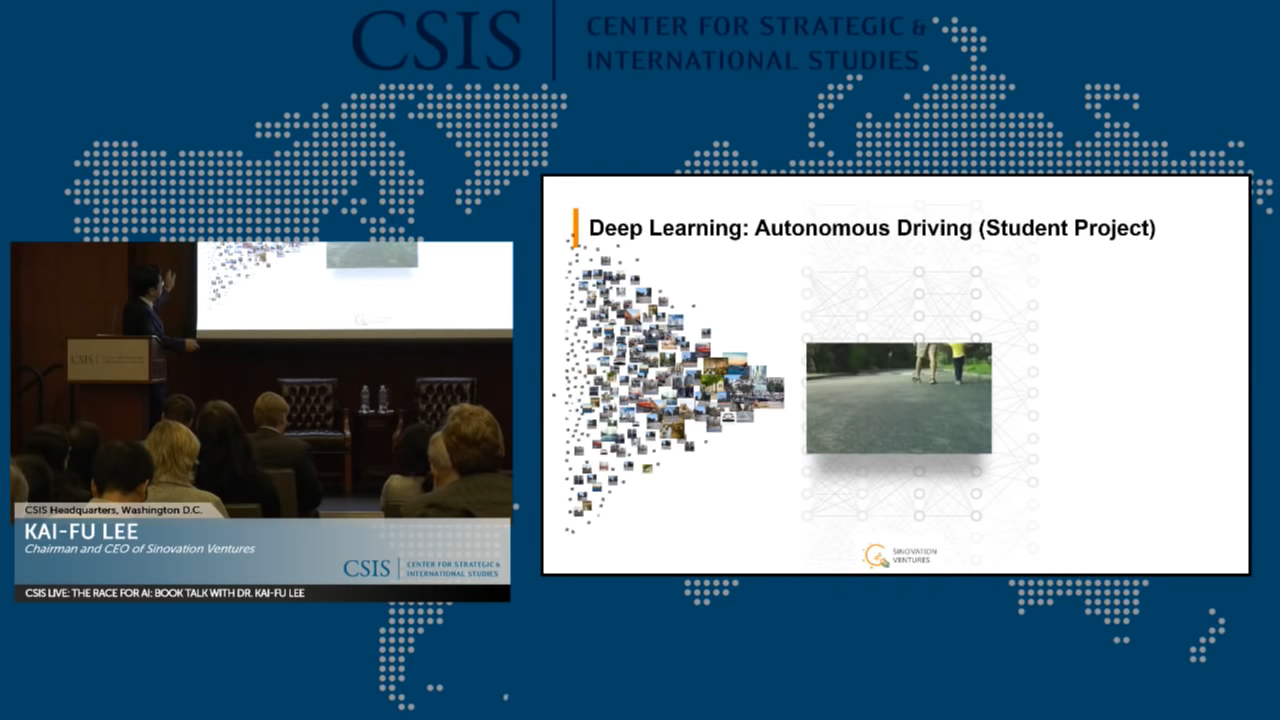 CSIS
CENTER FOR STRATEGIC &
INTERNATIONAL STUDIES
Deep Learning: Autonomous Driving (Student Project)
SINOVATION
VENTURES
CSIS
CSIS Headquarters, Washington D.C.
KAI-FU LEE
Chairman and CEO of Sinovation Ventures
CSIS
CENTER FOR STRATEGIC &
INTERNATIONAL STUDIES
CSIS LIVE: THE RACE FOR AI: BOOK TALK WITH DR. KAI-FU LEE